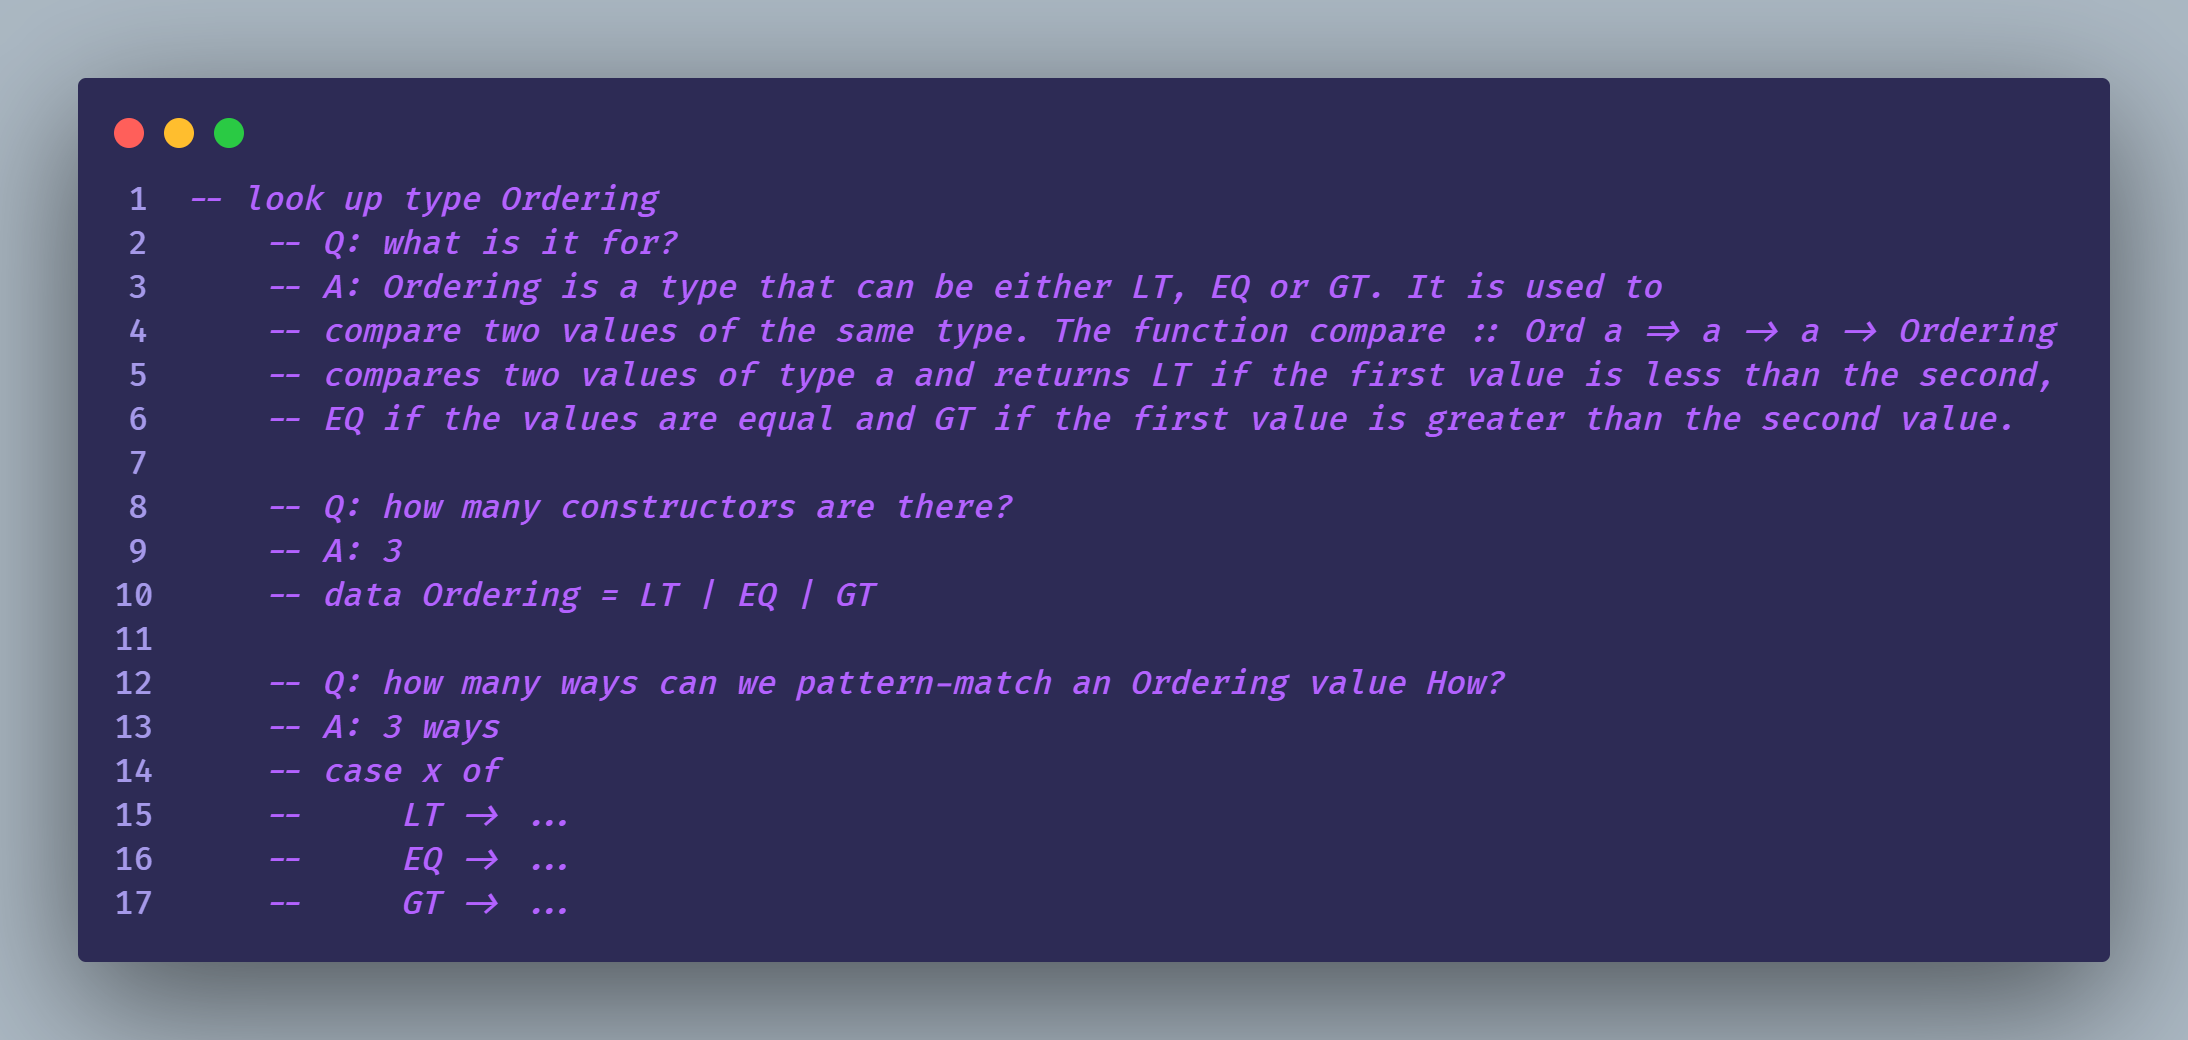 1 -- look up type Ordering
2     -- Q: what is it for?
3     -- A: Ordering is a type that can be either LT, EQ or GT. It is used to
4     -- compare two values of the same type. The function compare :: Ord a => a -> a -> Ordering
5     -- compares two values of type a and returns LT if the first value is less than the second,
6     -- EQ if the values are equal and GT if the first value is greater than the second value.
7
8     -- Q: how many constructors are there?
9     -- A: 3
10     -- data Ordering = LT | EQ | GT
11
12     -- Q: how many ways can we pattern-match an Ordering value How?
13     -- A: 3 ways
14     -- case x of
15     --     LT -> ...
16     --     EQ -> ...
17     --     GT -> ...